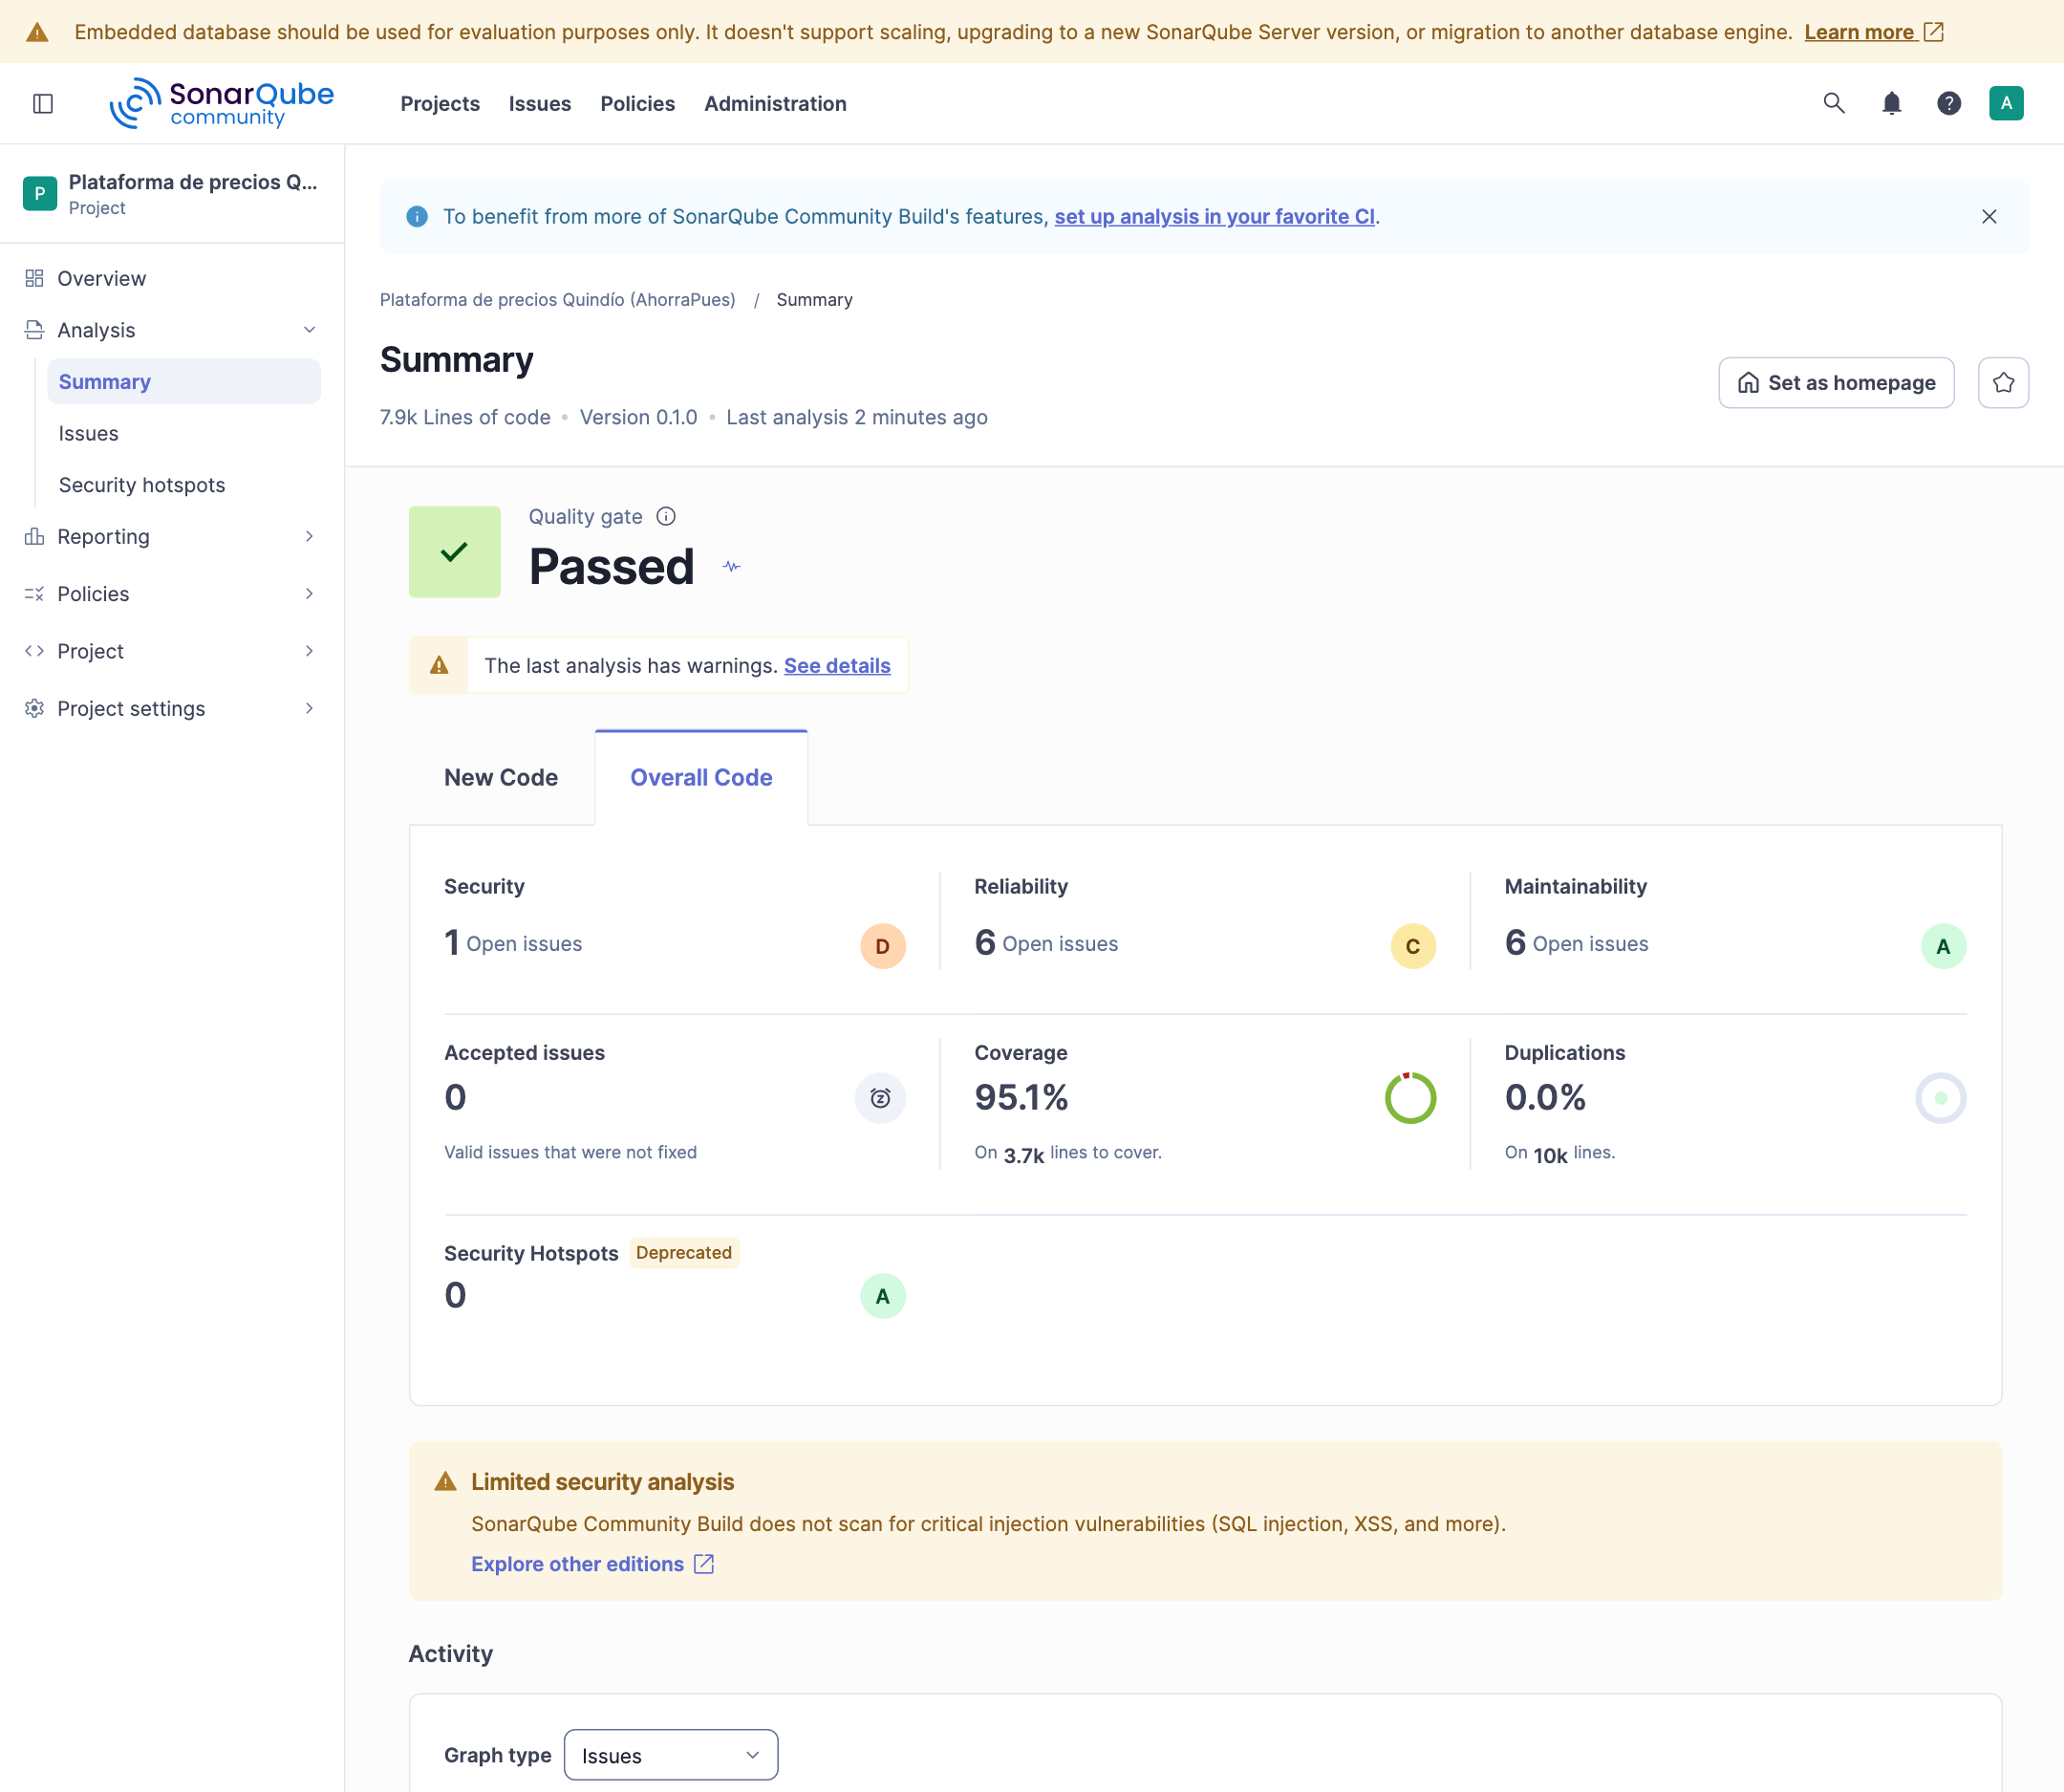 Embedded database should be used for evaluation purposes only. It doesn't support scaling, upgrading to a new SonarQube Server version, or migration to another database engine. Learn more
SonarQube community
Projects Issues Policies Administration
A
P
Plataforma de precios Q...
Project
Overview
Analysis
Summary
Issues
Security hotspots
Reporting
Policies
Project
Project settings
To benefit from more of SonarQube Community Build's features, set up analysis in your favorite CI.
Plataforma de precios Quindío (AhorraPues) / Summary
Summary
Set as homepage
7.9k Lines of code • Version 0.1.0 • Last analysis 2 minutes ago
Quality gate
Passed
The last analysis has warnings. See details
New Code
Overall Code
Security
1 Open issues
D
Reliability
6 Open issues
C
Maintainability
6 Open issues
A
Accepted issues
0
Valid issues that were not fixed
Coverage
95.1%
On 3.7k lines to cover.
Duplications
0.0%
On 10k lines.
Security Hotspots Deprecated
0
A
Limited security analysis
SonarQube Community Build does not scan for critical injection vulnerabilities (SQL injection, XSS, and more).
Explore other editions
Activity
Graph type Issues